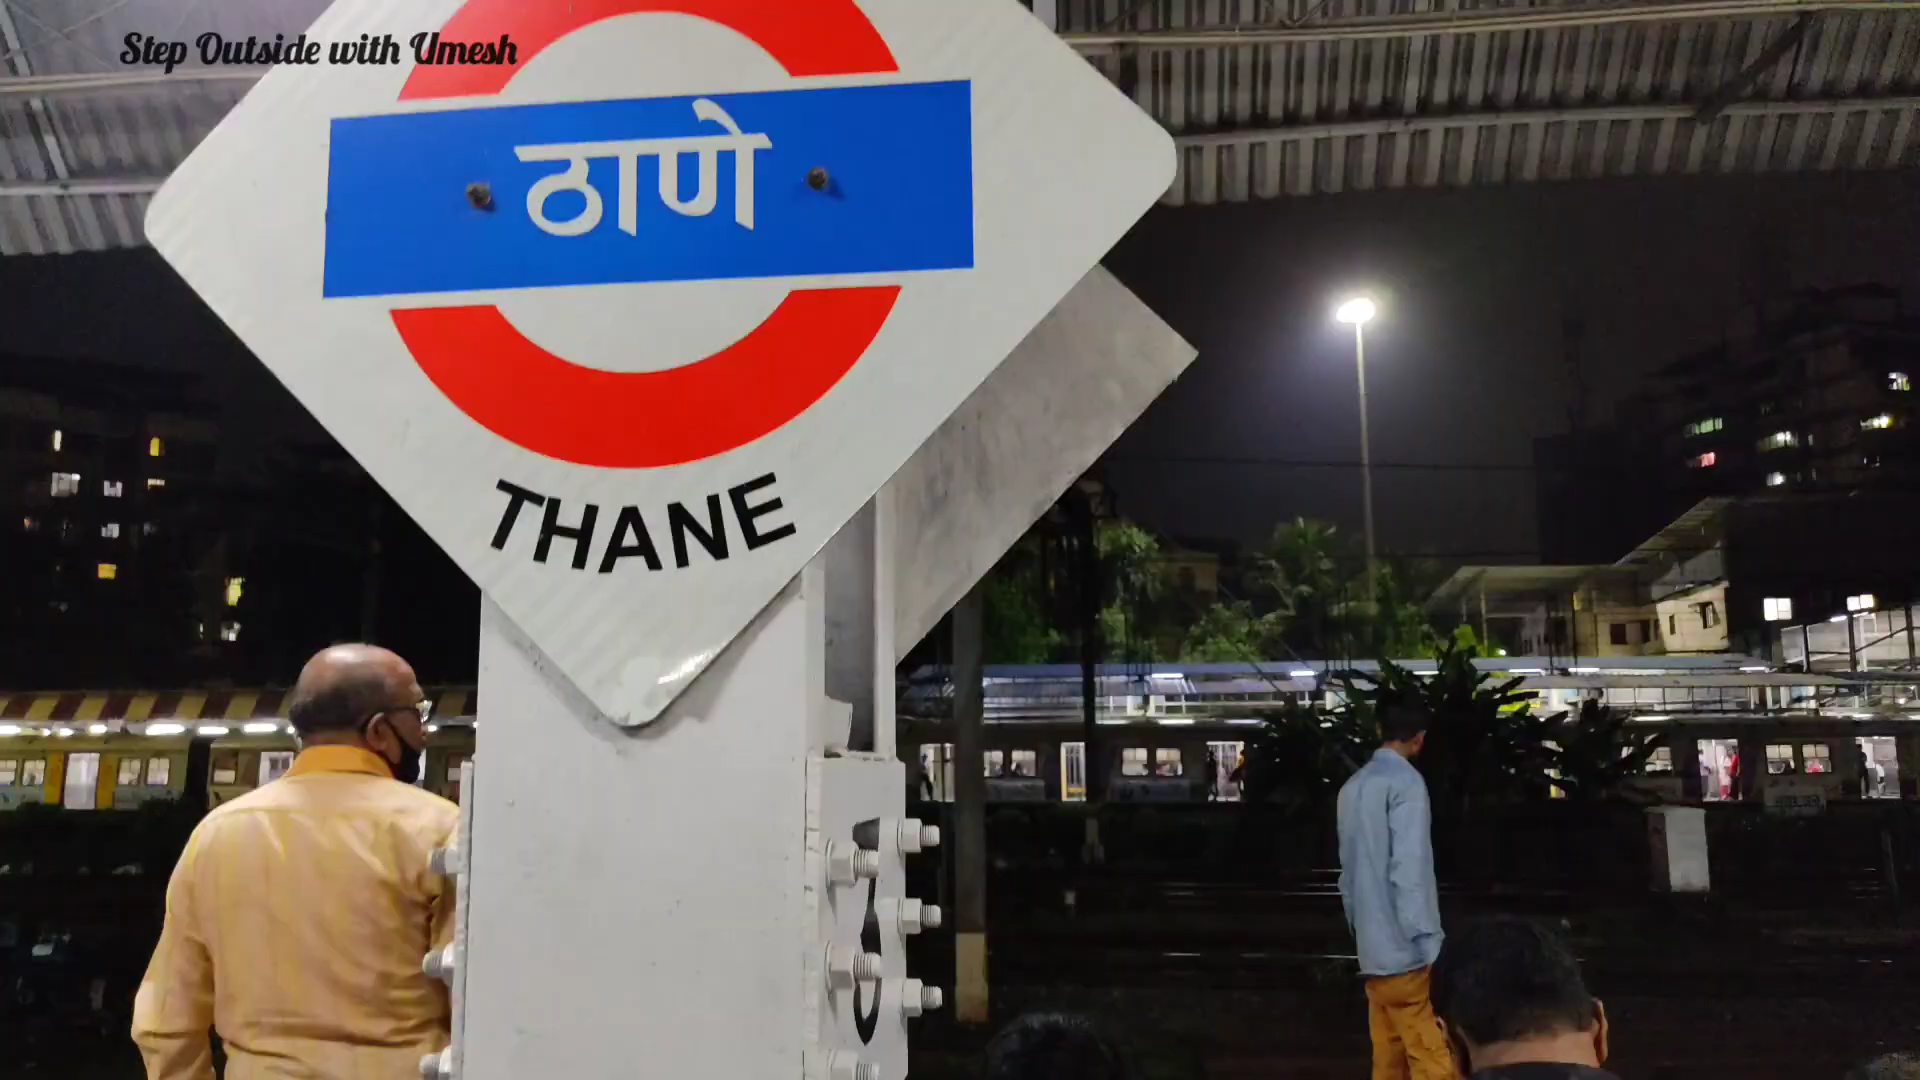 Step Outside with Umesh
ठाणे
THANE